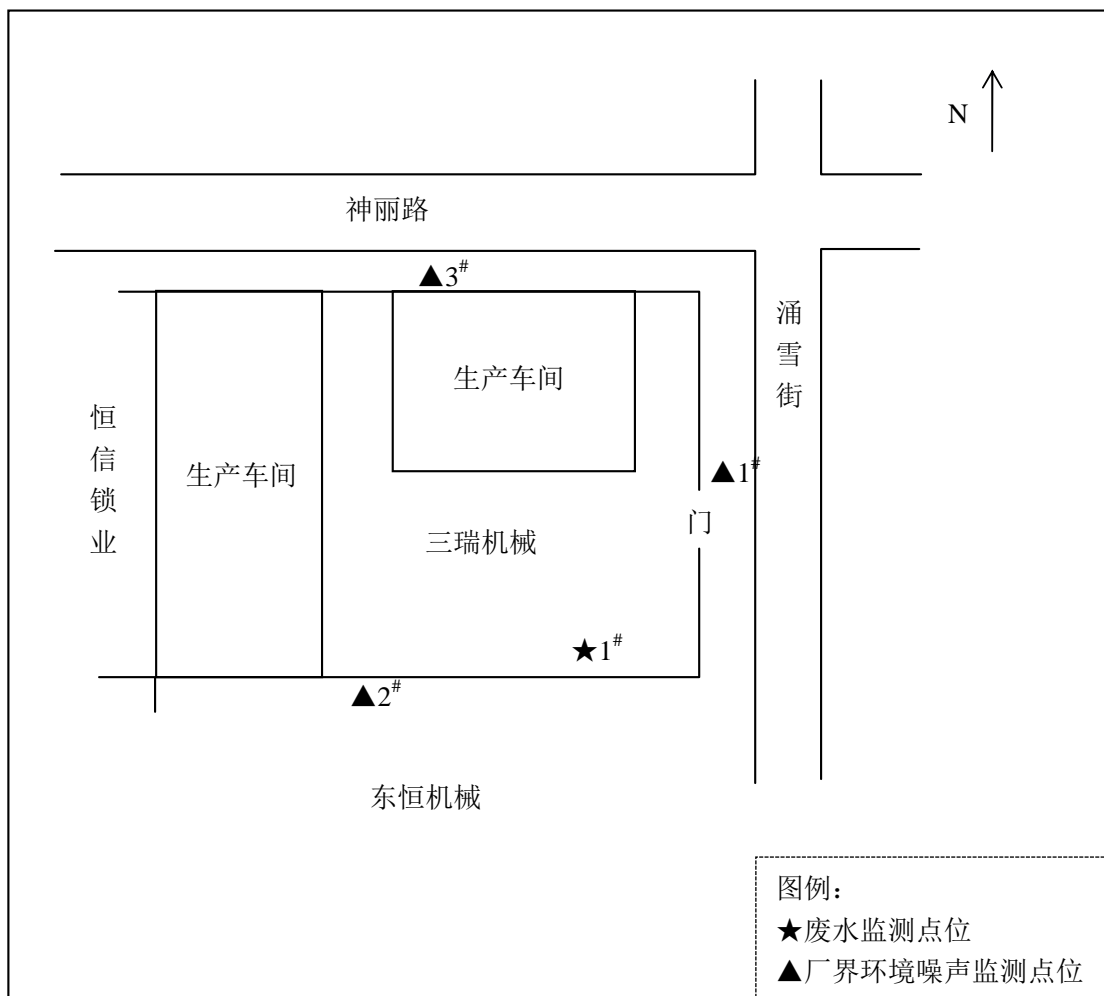 N
神丽路
▲3#
涌雪街
生产车间
恒信锁业
生产车间
▲1#
门
三瑞机械
★1#
▲2#
东恒机械
图例：
★废水监测点位
▲厂界环境噪声监测点位